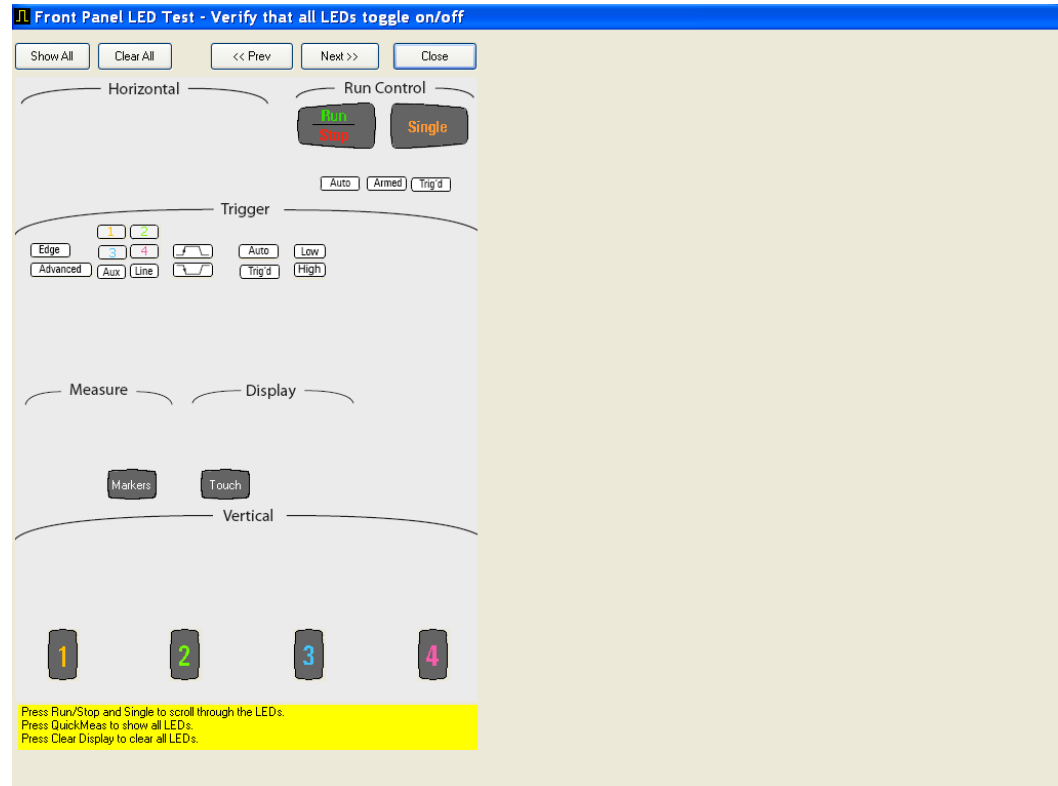 Front Panel LED Test - Verify that all LEDs toggle on/off
Show All Clear All << Prev Next >> Close
Horizontal Run Control
Run
Stop
Single
Auto Armed Trig'd
Trigger
1 2
Edge 3 4 Auto Low
Advanced Aux Line Trig'd High
Measure Display
Markers Touch
Vertical
1 2 3 4
Press Run/Stop and Single to scroll through the LEDs.
Press QuickMeas to show all LEDs.
Press Clear Display to clear all LEDs.